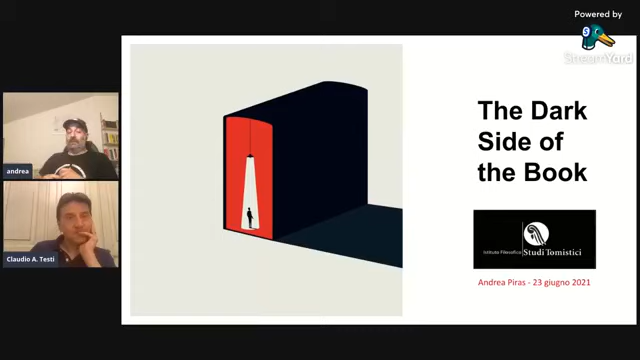 Powered by
StreamYard
andrea
Claudio A. Testi
The Dark
Side of
the Book
Istituto Filosofico Studi Tomistici
Andrea Piras - 23 giugno 2021